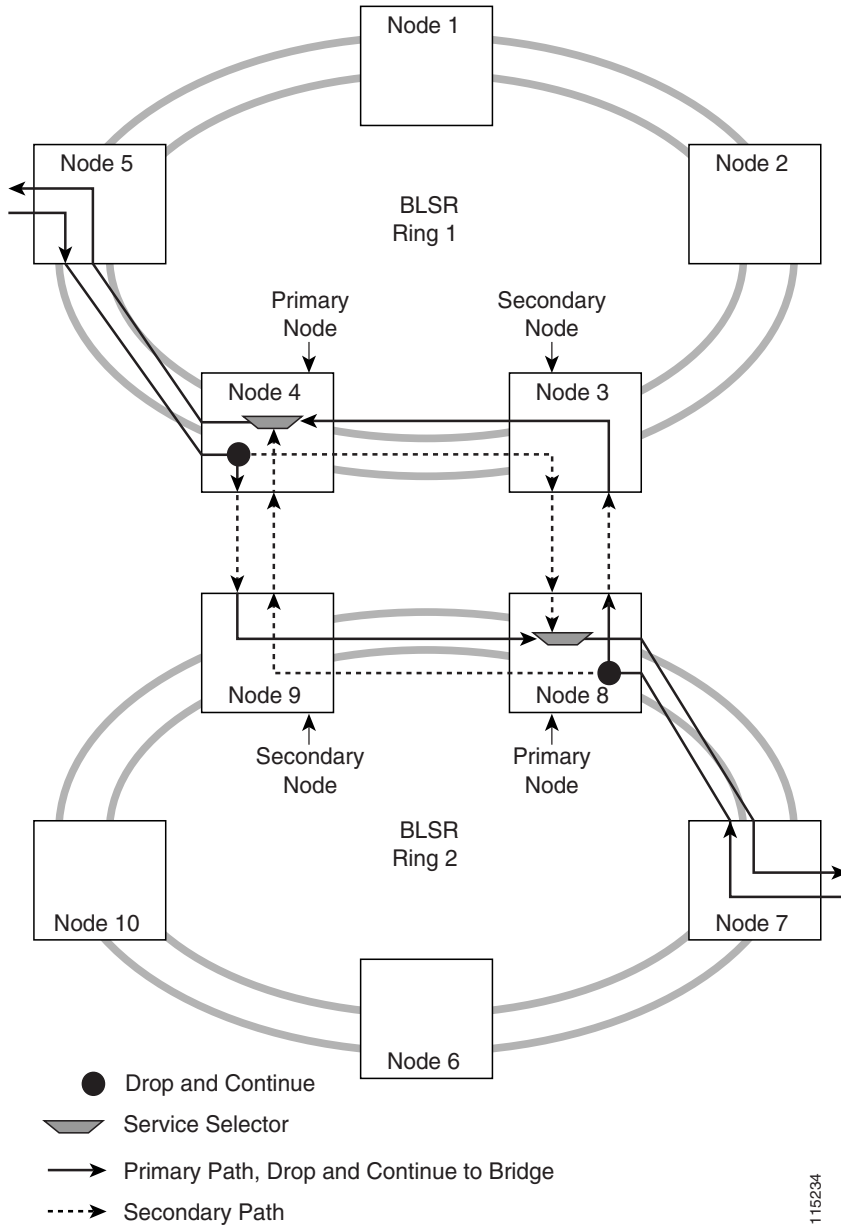 Node 1
Node 5
Node 2
BLSR
Ring 1
Primary
Node
Secondary
Node
Node 4
Node 3
Node 9
Node 8
Secondary
Node
Primary
Node
BLSR
Ring 2
Node 10
Node 7
Node 6
Drop and Continue
Service Selector
Primary Path, Drop and Continue to Bridge
Secondary Path
115234